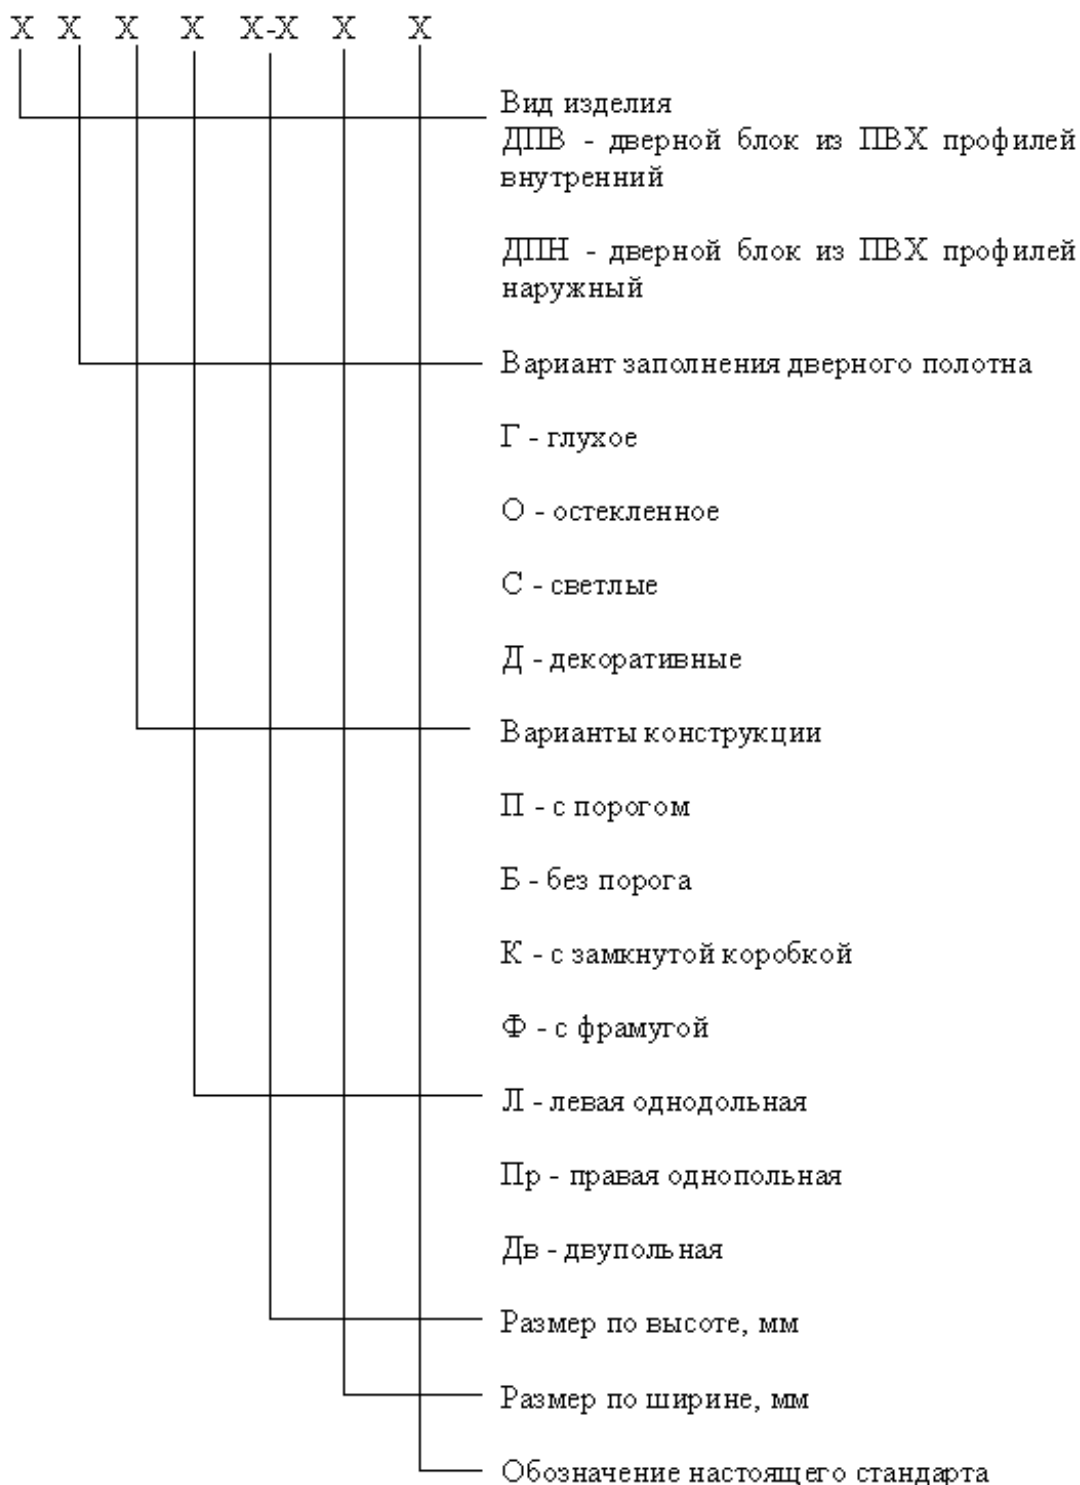 X X X X X-X X X
Вид изделия
ДПВ - дверной блок из ПВХ профилей
внутренний
ДПН - дверной блок из ПВХ профилей
наружный
Вариант заполнения дверного полотна
Г - глухое
О - остекленное
С - светлые
Д - декоративные
Варианты конструкции
П - с порогом
Б - без порога
К - с замкнутой коробкой
Ф - с фрамугой
Л - левая однодольная
Пр - правая однопольная
Дв - двупольная
Размер по высоте, мм
Размер по ширине, мм
Обозначение настоящего стандарта